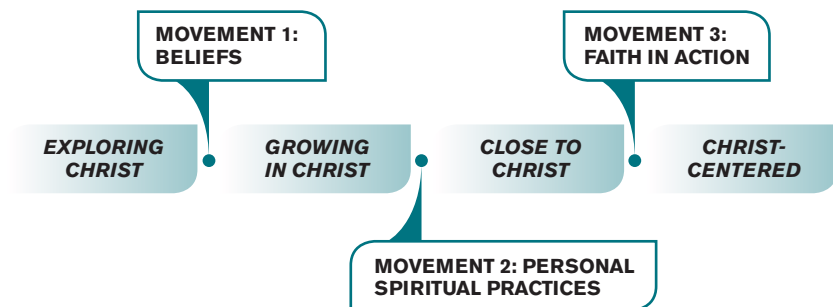 MOVEMENT 1:
BELIEFS
MOVEMENT 3:
FAITH IN ACTION
EXPLORING
CHRIST
GROWING
IN CHRIST
CLOSE TO
CHRIST
CHRIST-
CENTERED
MOVEMENT 2: PERSONAL
SPIRITUAL PRACTICES